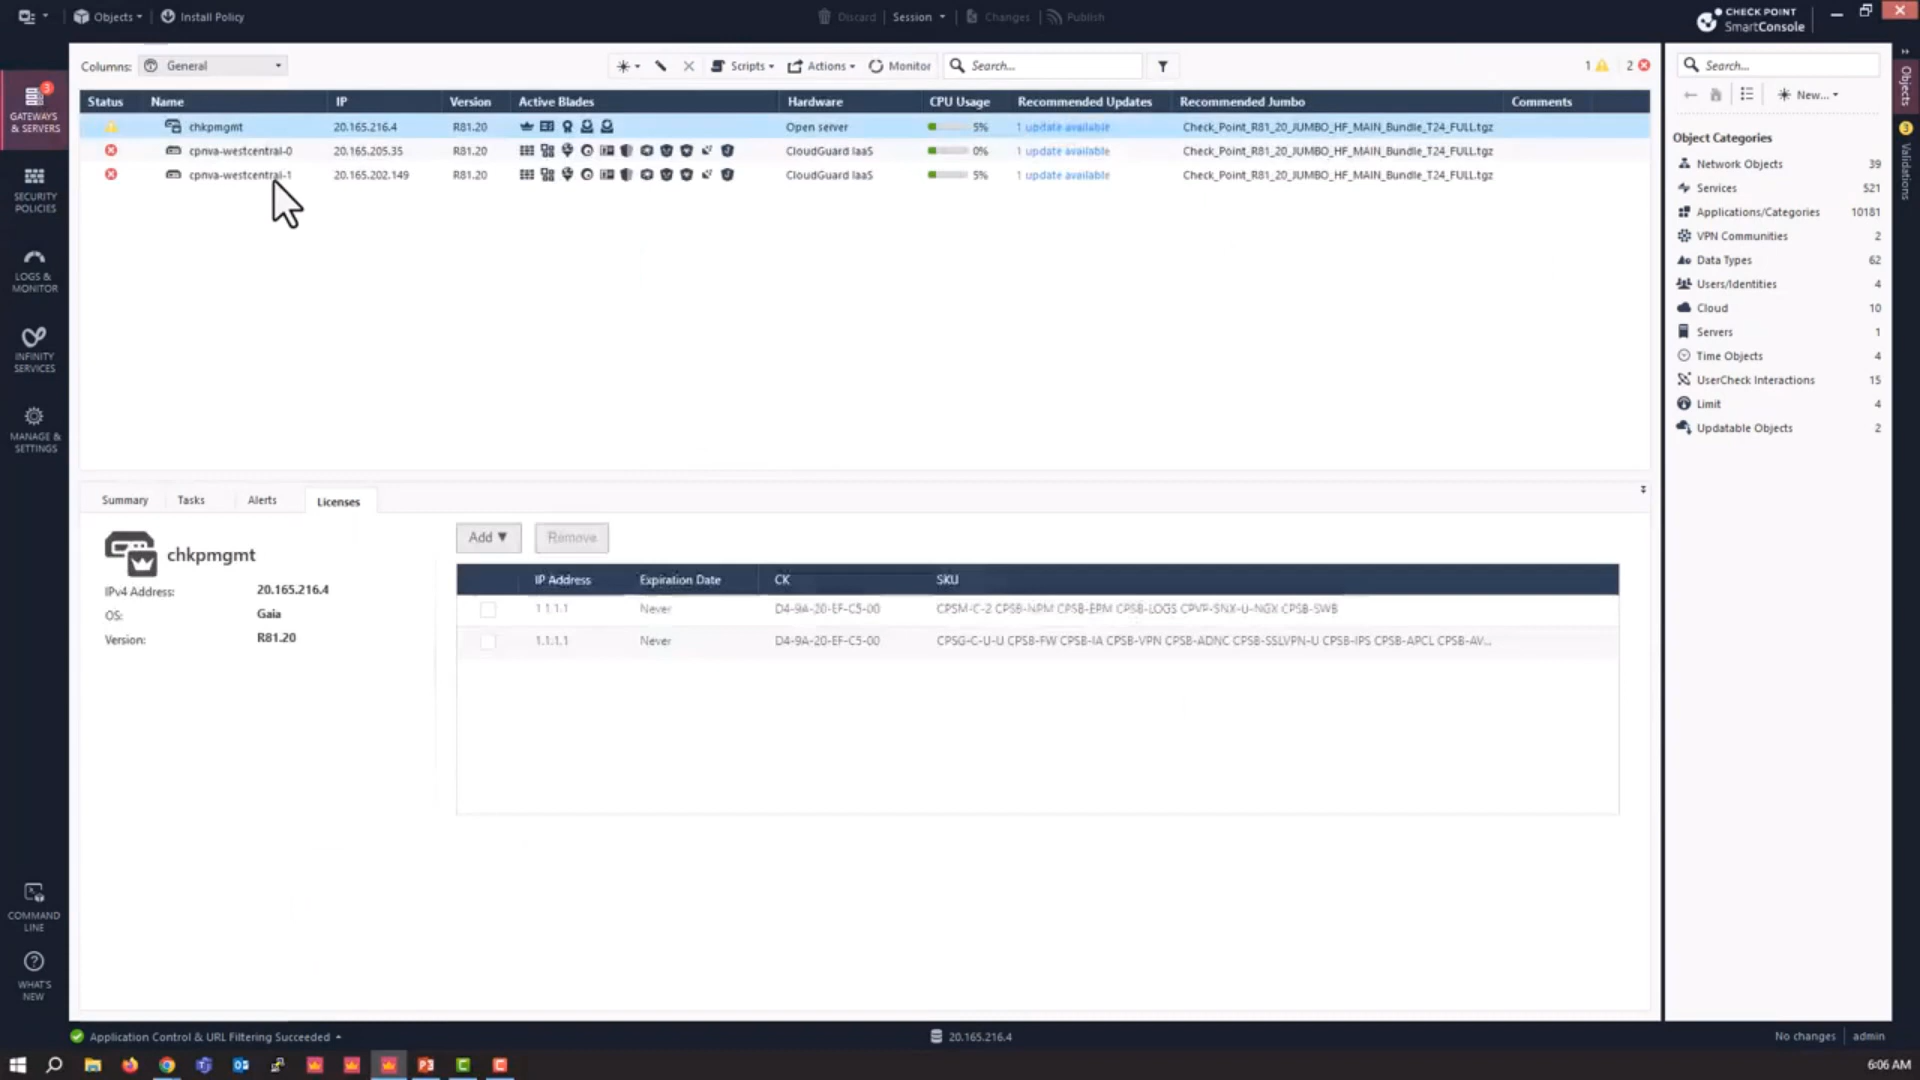 Objects
Install Policy
Discard
Session
Changes
Publish
CHECK POINT
SmartConsole
Columns:
General
Scripts
Actions
Monitor
Search...
1
2
Search...
New...
Status Name IP Version Active Blades Hardware CPU Usage Recommended Updates Recommended Jumbo Comments
chkpmgmt 20.165.216.4 R81.20 Open server 5% 1 update available Check_Point_R81_20_JUMBO_HF_MAIN_Bundle_T24_FULL.tgz
cpnva-westcentral-0 20.165.205.35 R81.20 CloudGuard IaaS 0% 1 update available Check_Point_R81_20_JUMBO_HF_MAIN_Bundle_T24_FULL.tgz
cpnva-westcentral-1 20.165.202.149 R81.20 CloudGuard IaaS 5% 1 update available Check_Point_R81_20_JUMBO_HF_MAIN_Bundle_T24_FULL.tgz
3
GATEWAYS
& SERVERS
SECURITY
POLICIES
LOGS &
MONITOR
INFINITY
SERVICES
MANAGE &
SETTINGS
COMMAND
LINE
WHAT'S
NEW
Object Categories
Network Objects 39
Services 521
Applications/Categories 10181
VPN Communities 2
Data Types 62
Users/Identities 4
Cloud 10
Servers 1
Time Objects 4
UserCheck Interactions 15
Limit 4
Updatable Objects 2
Objects
3
Validations
Summary Tasks Alerts Licenses
chkpmgmt
IPv4 Address: 20.165.216.4
OS: Gaia
Version: R81.20
Add ▼ Remove
IP Address Expiration Date CK SKU
1.1.1.1 Never D4-9A-20-EF-C5-00 CPSM-C-2 CPSB-NPM CPSB-EPM CPSB-LOGS CPVP-SNX-U-NGX CPSB-SWB
1.1.1.1 Never D4-9A-20-EF-C5-00 CPSG-C-U-U CPSB-FW CPSB-IA CPSB-VPN CPSB-ADNC CPSB-SSLVPN-U CPSB-IPS CPSB-APCL CPSB-AV...
Application Control & URL Filtering Succeeded
20.165.216.4
No changes
admin
6:06 AM